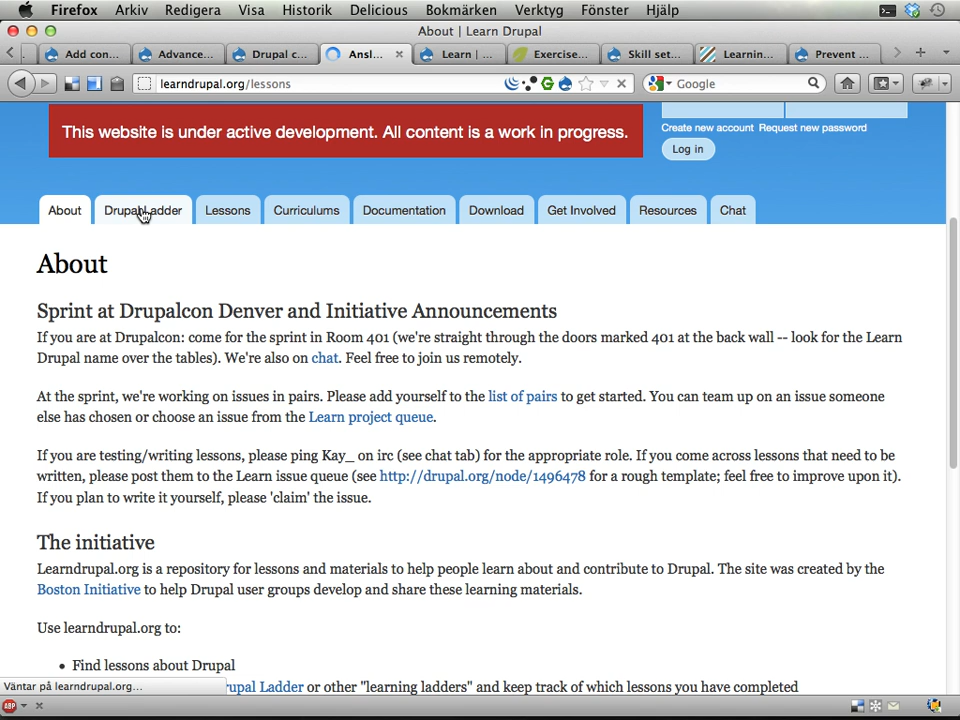 Firefox Arkiv Redigera Visa Historik Delicious Bokmärken Verktyg Fönster Hjälp
About | Learn Drupal
Add con... Advance... Drupal c... Ansl... Learn | ... Exercise... Skill set... Learnin... Prevent ...
learndrupal.org/lessons
Google
This website is under active development. All content is a work in progress.
Create new account Request new password
Log in
About Drupal Ladder Lessons Curriculums Documentation Download Get Involved Resources Chat
About
Sprint at Drupalcon Denver and Initiative Announcements
If you are at Drupalcon: come for the sprint in Room 401 (we're straight through the doors marked 401 at the back wall -- look for the Learn
Drupal name over the tables). We're also on chat. Feel free to join us remotely.
At the sprint, we're working on issues in pairs. Please add yourself to the list of pairs to get started. You can team up on an issue someone
else has chosen or choose an issue from the Learn project queue.
If you are testing/writing lessons, please ping Kay_ on irc (see chat tab) for the appropriate role. If you come across lessons that need to be
written, please post them to the Learn issue queue (see http://drupal.org/node/1496478 for a rough template; feel free to improve upon it).
If you plan to write it yourself, please 'claim' the issue.
The initiative
Learndrupal.org is a repository for lessons and materials to help people learn about and contribute to Drupal. The site was created by the
Boston Initiative to help Drupal user groups develop and share these learning materials.
Use learndrupal.org to:
• Find lessons about Drupal
Ladder or other "learning ladders" and keep track of which lessons you have completed
Väntar på learndrupal.org...
ABP